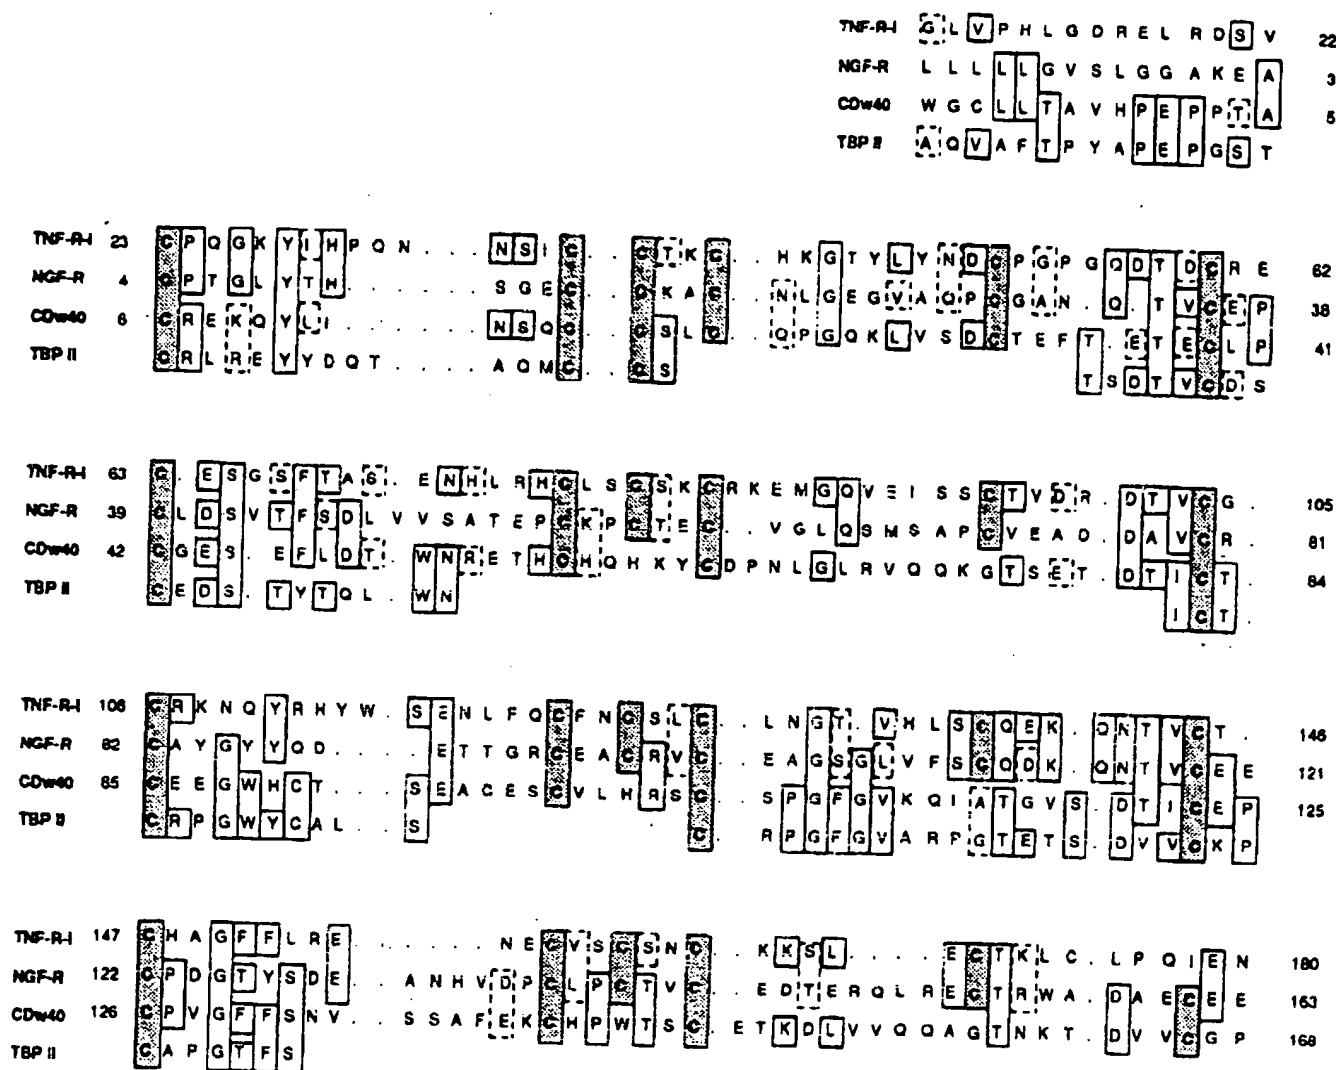 TNF-R-I G L V P H L G D R E L R D S V 22
NGF-R L L L L L G V S L G G A K E A 3
CDw40 W G C L L T A V H P E P P T A 5
TBP II A Q V A F T P Y A P E P G S T
TNF-R-I 23 C P Q G K Y I H P Q N . . . . N S I C . . C T K C . . H K G T Y L Y N D C P G P G Q D T D C R E 62
NGF-R 4 C P T G L Y T H . . . . . . . S G E C . . C K A C . . N L G E G V A Q P C G A N . Q . T V C E P 38
CDw40 6 C R E K Q Y L I . . . . . . . N S Q C . . C S L C . . Q P G Q K L V S D C T E F T . E T E C L P 41
TBP II C R L R E Y Y D Q T . . . . . A Q M C . . C S T S D T V C D S
TNF-R-I 63 C . E S G S F T A S . E N H L R H C L S C S K C R K E M G Q V E I S S C T V D R . D T V C G . 105
NGF-R 39 C L D S V T F S D L V V S A T E P C K P C T E C . . V G L Q S M S A P C V E A D . D A V C R . 81
CDw40 42 C G E S . E F L D T . W N R E T H C H Q H K Y C D P N L G L R V Q Q K G T S E T . D T I C T . 84
TBP II C E D S . T Y T Q L . W N I C T .
TNF-R-I 106 C R K N Q Y R H Y W . S E N L F Q C F N C S L C . . L N G T . V H L S C Q E K . Q N T V C T . 146
NGF-R 82 C A Y G Y Y Q D . . . . E T T G R C E A C R V C . . E A G S G L V F S C Q D K . Q N T V C E E 121
CDw40 85 C E E G W H C T . . . S E A C E S C V L H R S C . . S P G F G V K Q I A T G V S . D T I C E P 125
TBP II C R P G W Y C A L . . S C . . R P G F G V A R P G T E T S . D V V C K P
TNF-R-I 147 C H A G F F L R E . . . . . . N E C V S C S N C . . K K S L . . . . E C T K L C . L P Q I E N 180
NGF-R 122 C P D G T Y S D E . . A N H V D P C L P C T V C . . E D T E R Q L R E C T R W A . D A E C E E 163
CDw40 126 C P V G F F S N V . . S S A F E K C H P W T S C . E T K D L V V Q Q A G T N K T . D V V C G P 168
TBP II C A P G T F S